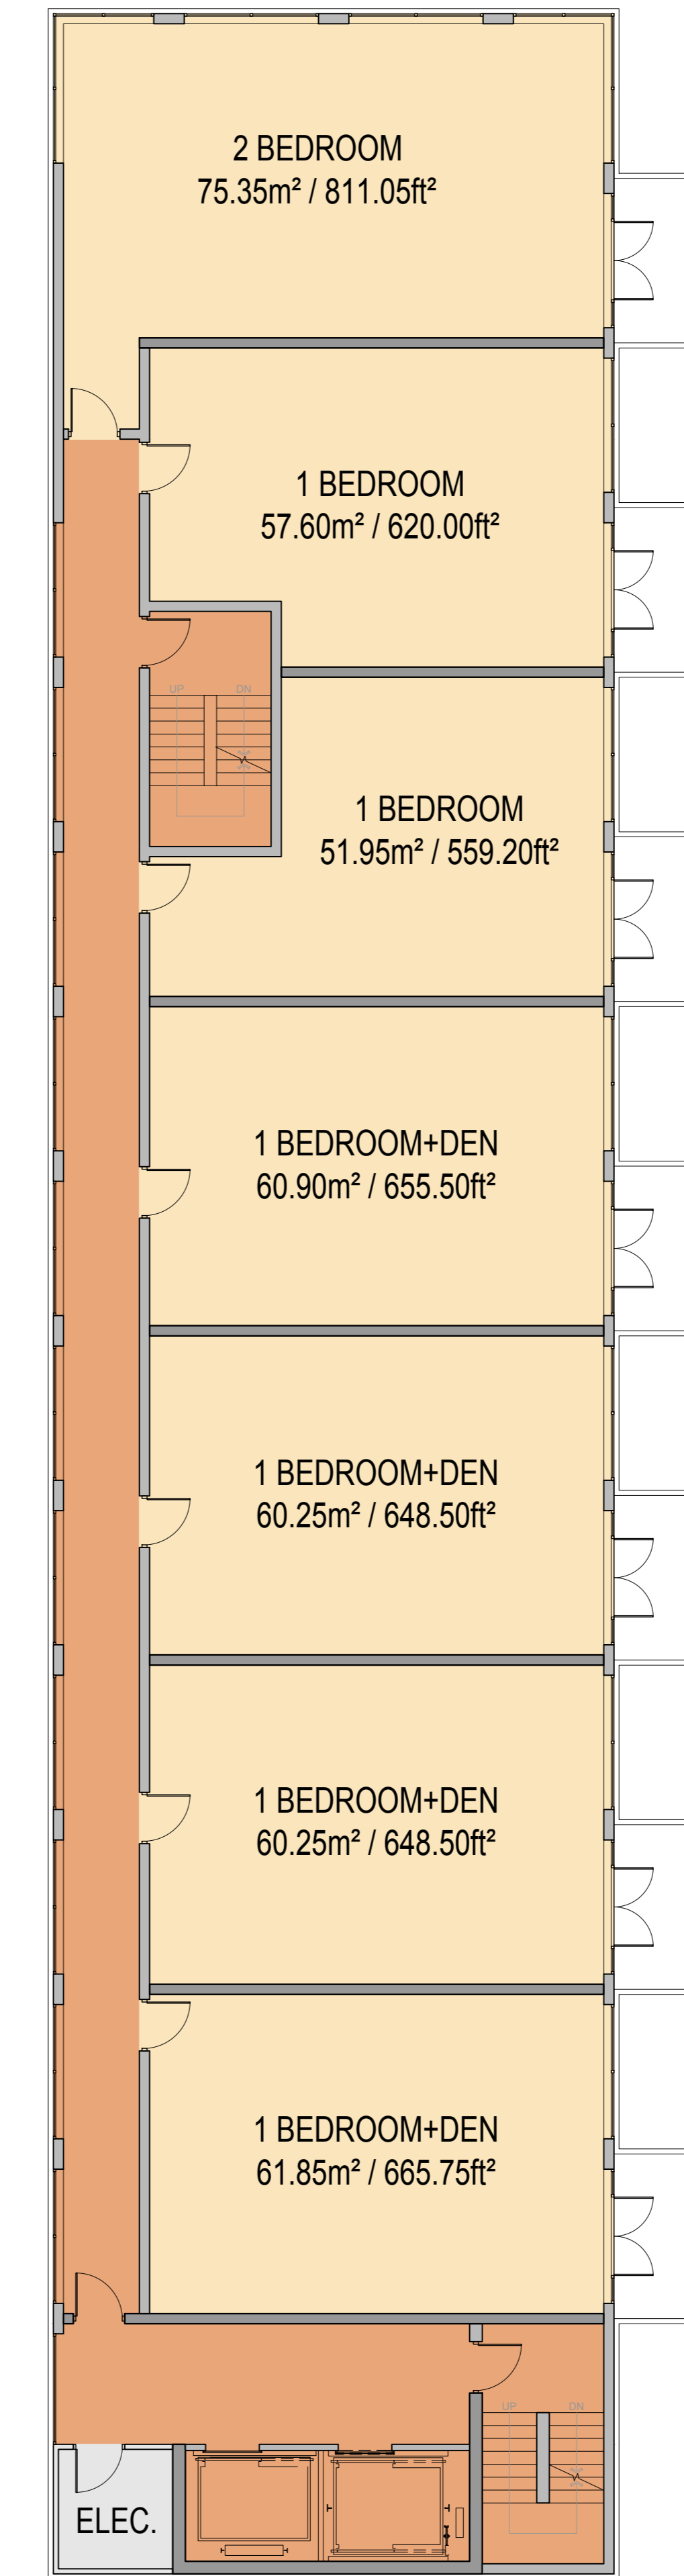 2 BEDROOM
75.35m² / 811.05ft²
1 BEDROOM
57.60m² / 620.00ft²
UP DN
1 BEDROOM
51.95m² / 559.20ft²
1 BEDROOM+DEN
60.90m² / 655.50ft²
1 BEDROOM+DEN
60.25m² / 648.50ft²
1 BEDROOM+DEN
60.25m² / 648.50ft²
1 BEDROOM+DEN
61.85m² / 665.75ft²
UP DN
ELEC.